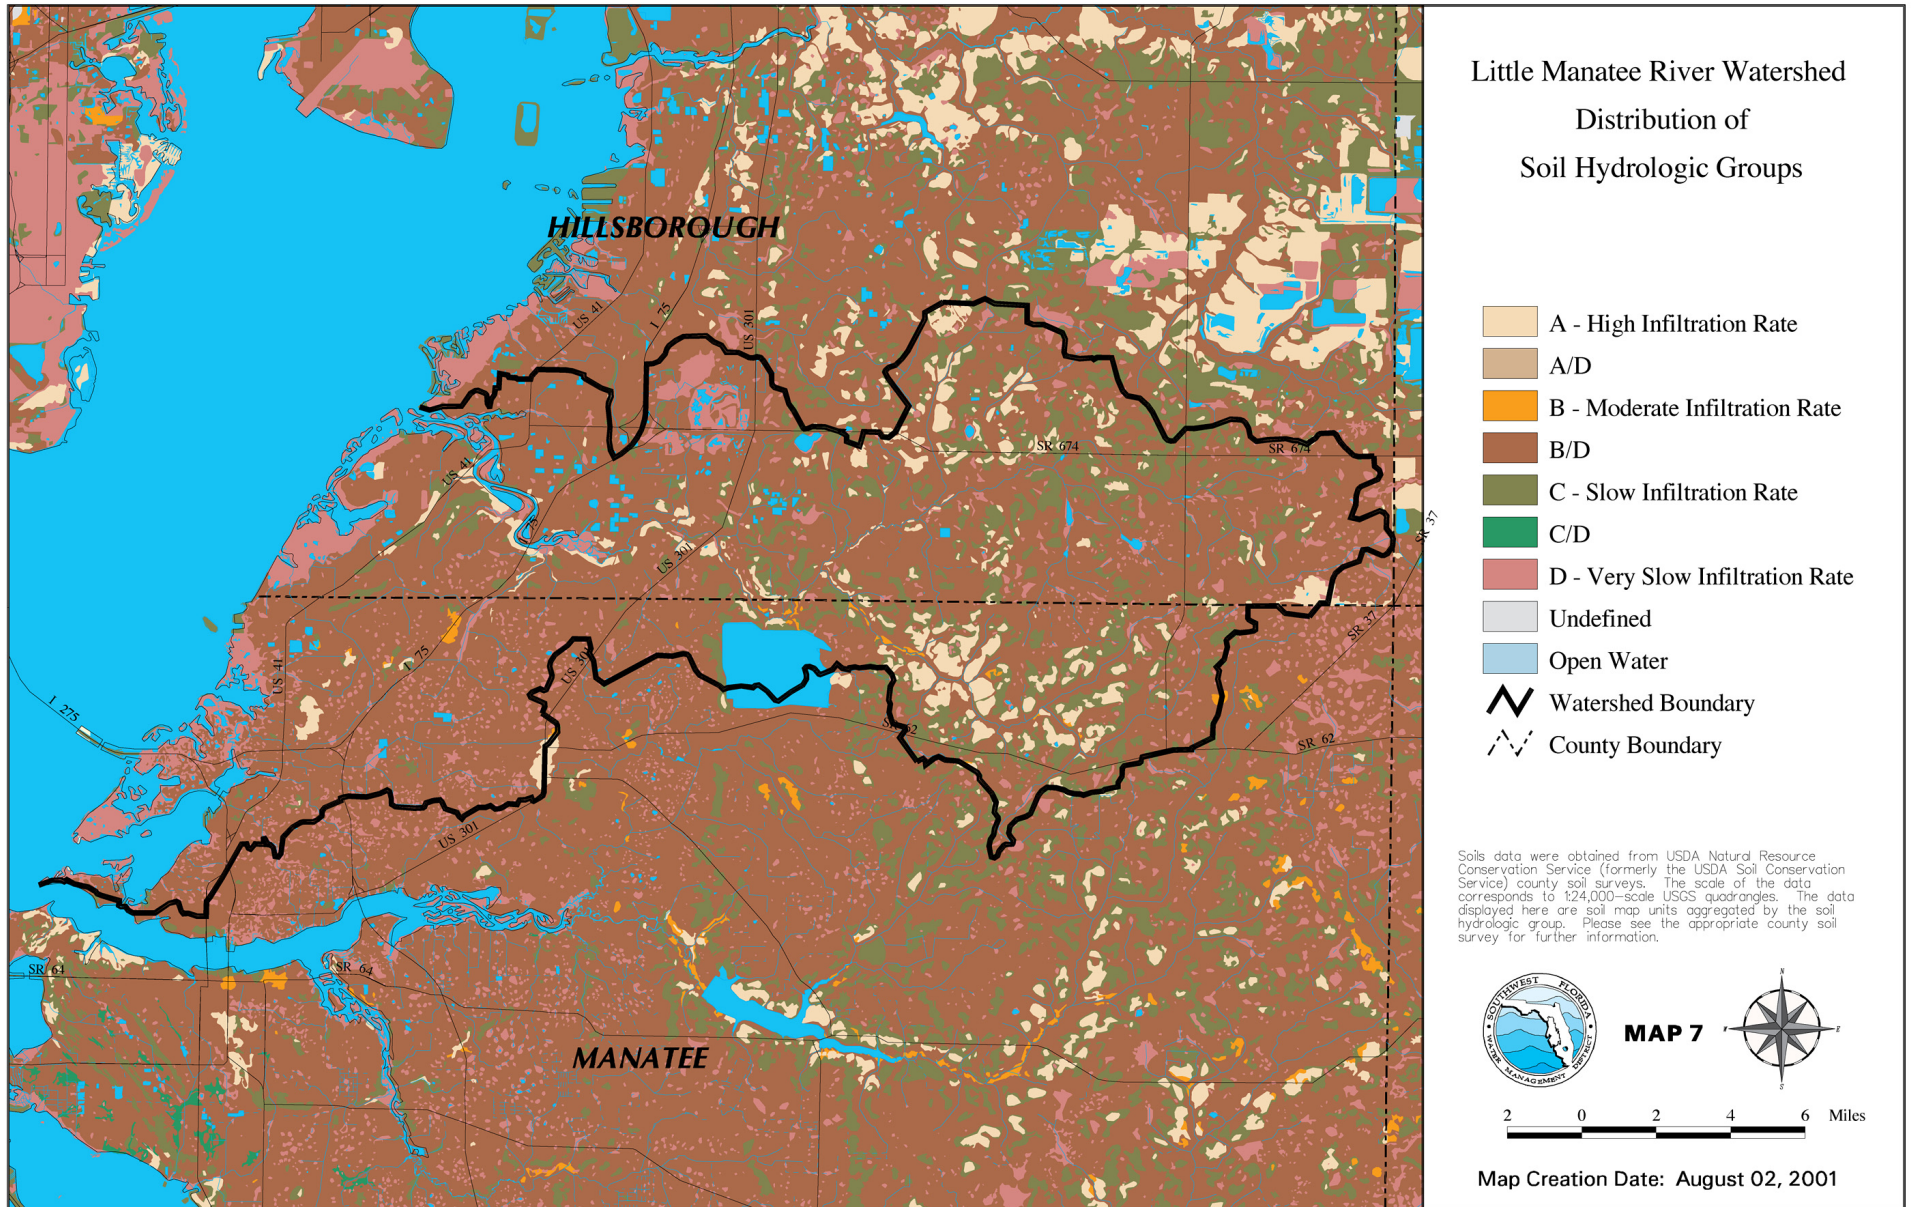 Little Manatee River Watershed
Distribution of
Soil Hydrologic Groups
A - High Infiltration Rate
A/D
B - Moderate Infiltration Rate
B/D
C - Slow Infiltration Rate
C/D
D - Very Slow Infiltration Rate
Undefined
Open Water
Watershed Boundary
County Boundary
Soils data were obtained from USDA Natural Resource
Conservation Service (formerly the USDA Soil Conservation
Service) county soil surveys. The scale of the data
corresponds to 1:24,000-scale USGS quadrangles. The data
displayed here are soil map units aggregated by the soil
hydrologic group. Please see the appropriate county soil
survey for further information.
SOUTHWEST FLORIDA
WATER MANAGEMENT DISTRICT
MAP 7
N
W
E
S
2 0 2 4 6 Miles
Map Creation Date: August 02, 2001
HILLSBOROUGH
US 41
I 75
US 301
SR 674
SR 674
US 41
75
US 301
SR 37
SR 37
US 41
I 75
US 301
I 275
SR 62
SR 62
US 301
SR 64
SR 64
MANATEE